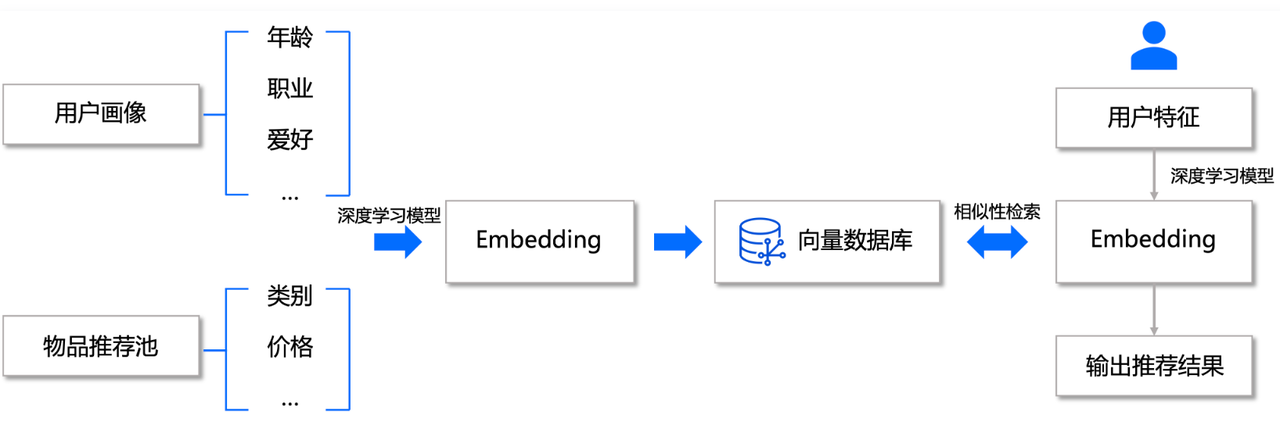 用户画像
年龄
职业
爱好
...
物品推荐池
类别
价格
...
深度学习模型
Embedding
向量数据库
相似性检索
用户特征
深度学习模型
Embedding
输出推荐结果